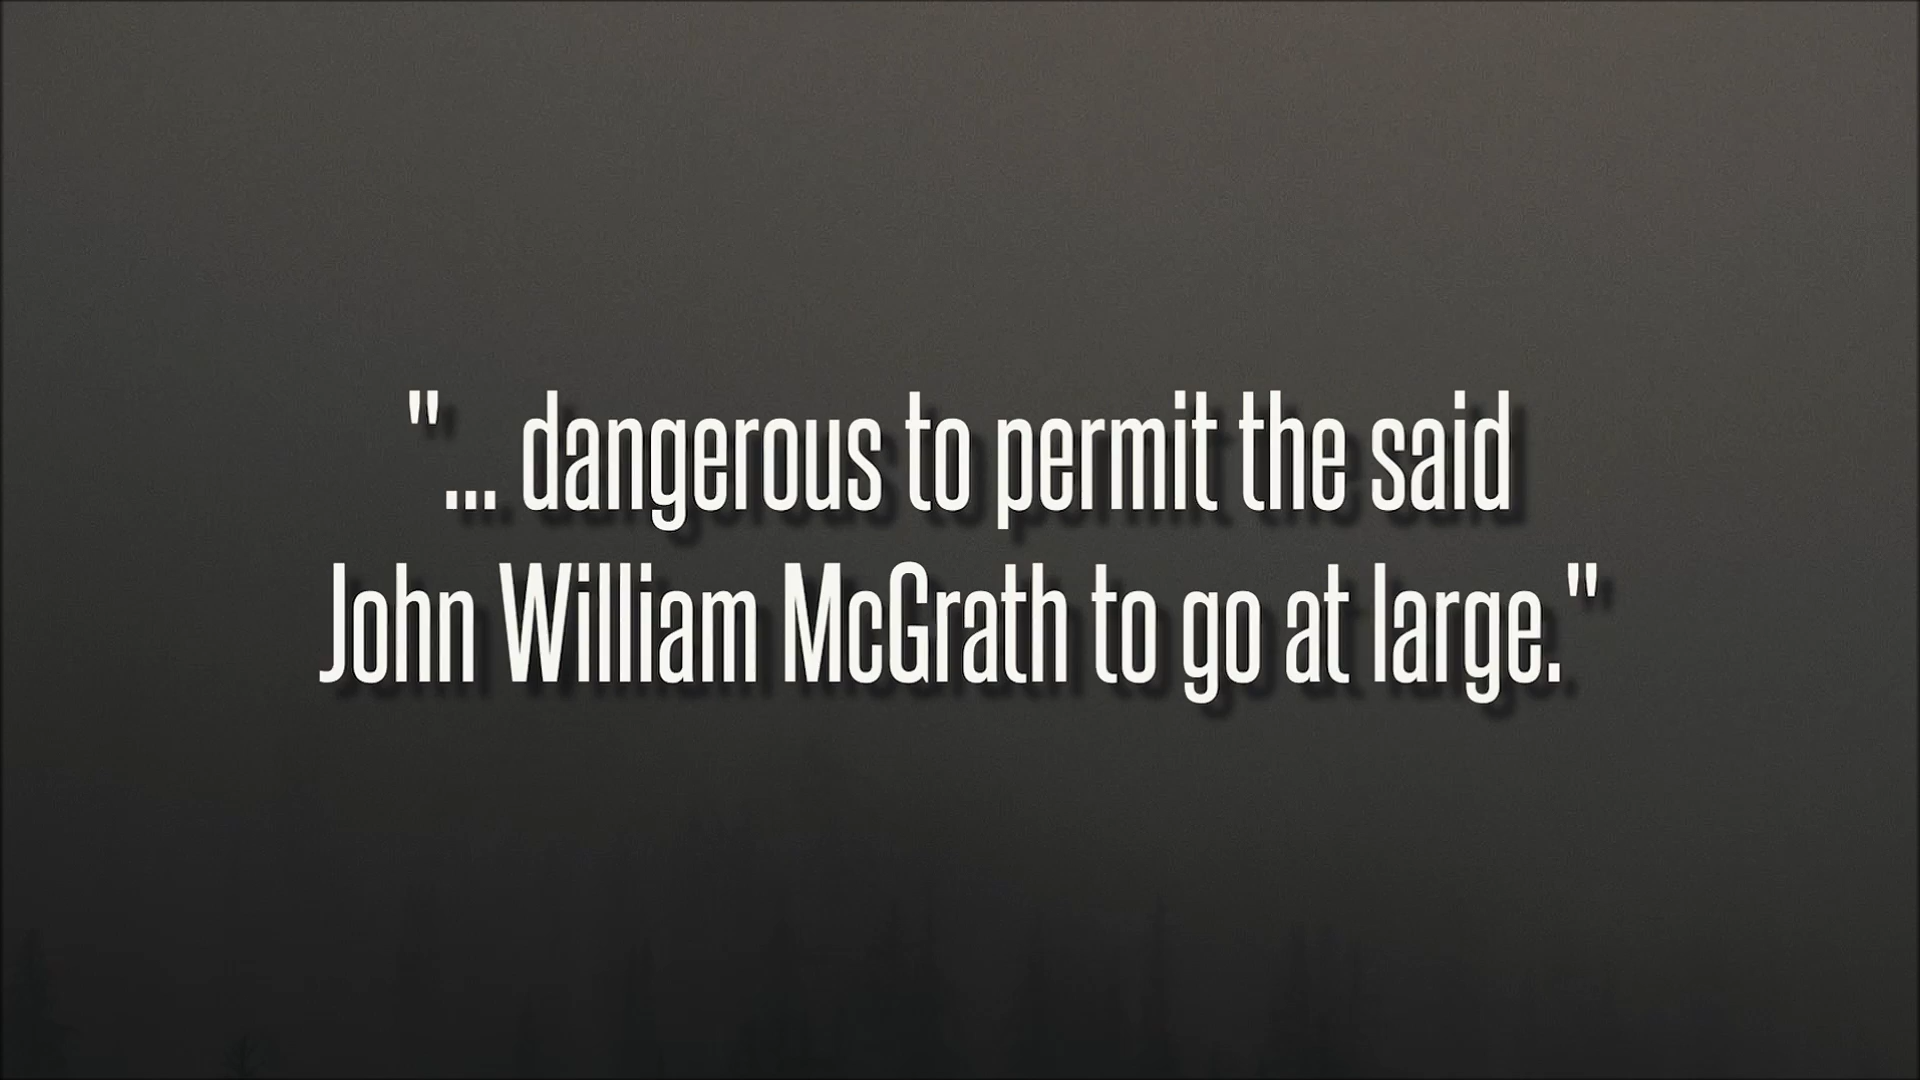 "... dangerous to permit the said
John William McGrath to go at large."